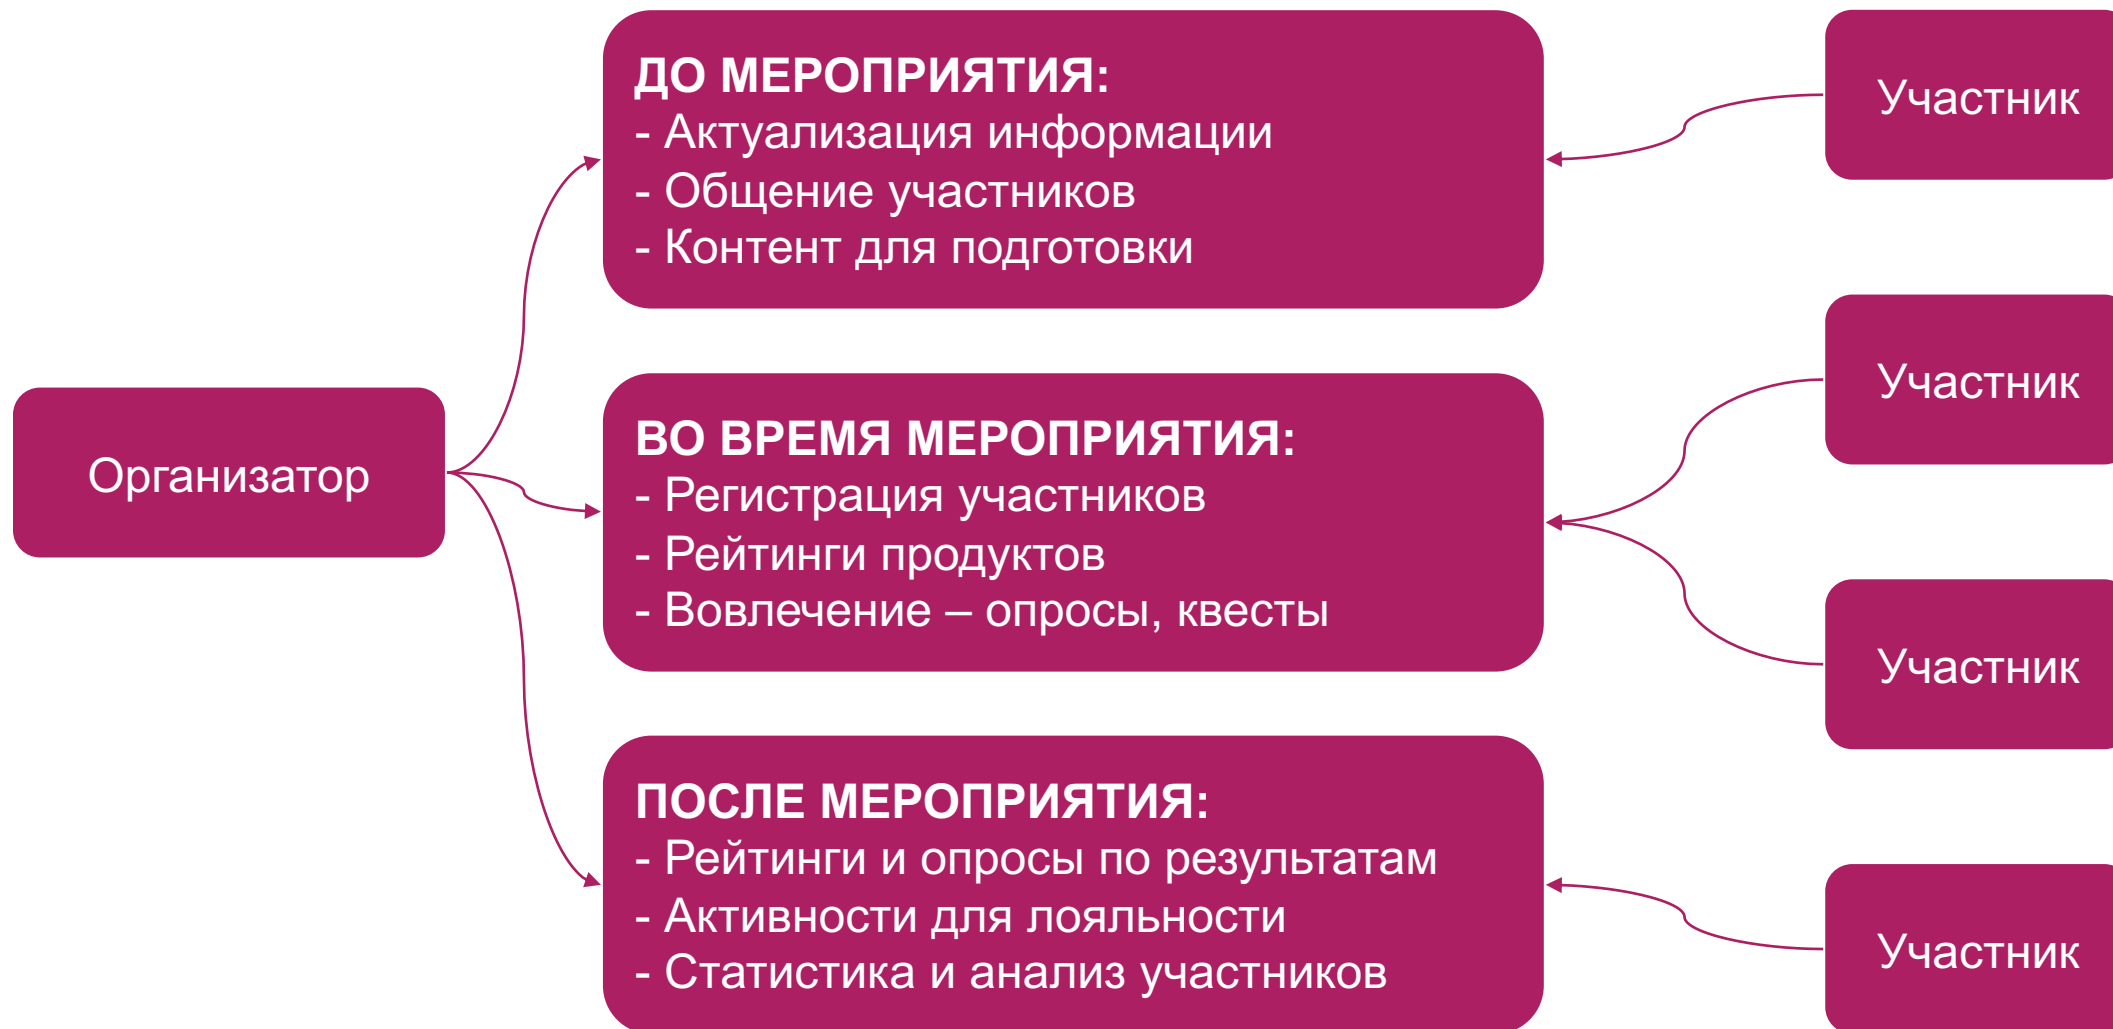 Организатор
ДО МЕРОПРИЯТИЯ:
- Актуализация информации
- Общение участников
- Контент для подготовки
ВО ВРЕМЯ МЕРОПРИЯТИЯ:
- Регистрация участников
- Рейтинги продуктов
- Вовлечение – опросы, квесты
ПОСЛЕ МЕРОПРИЯТИЯ:
- Рейтинги и опросы по результатам
- Активности для лояльности
- Статистика и анализ участников
Участник
Участник
Участник
Участник